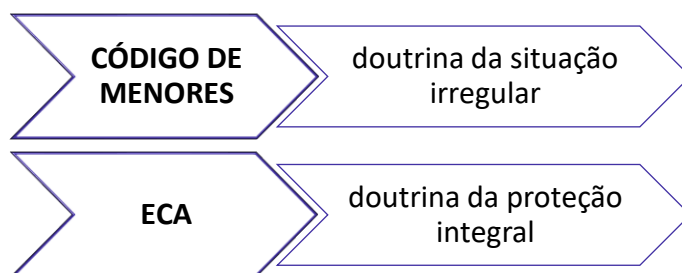 CÓDIGO DE
MENORES
doutrina da situação
irregular
ECA
doutrina da proteção
integral